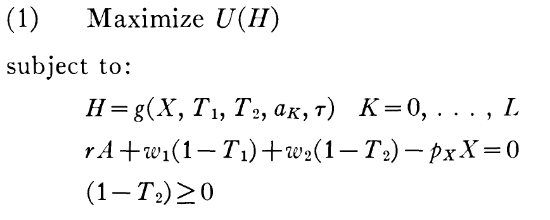 (1) Maximize U(H)
subject to:
H=g(X, T₁, T₂, a_K, τ) K=0, . . . , L
rA+w₁(1−T₁)+w₂(1−T₂)−p_X X=0
(1−T₂)≥0